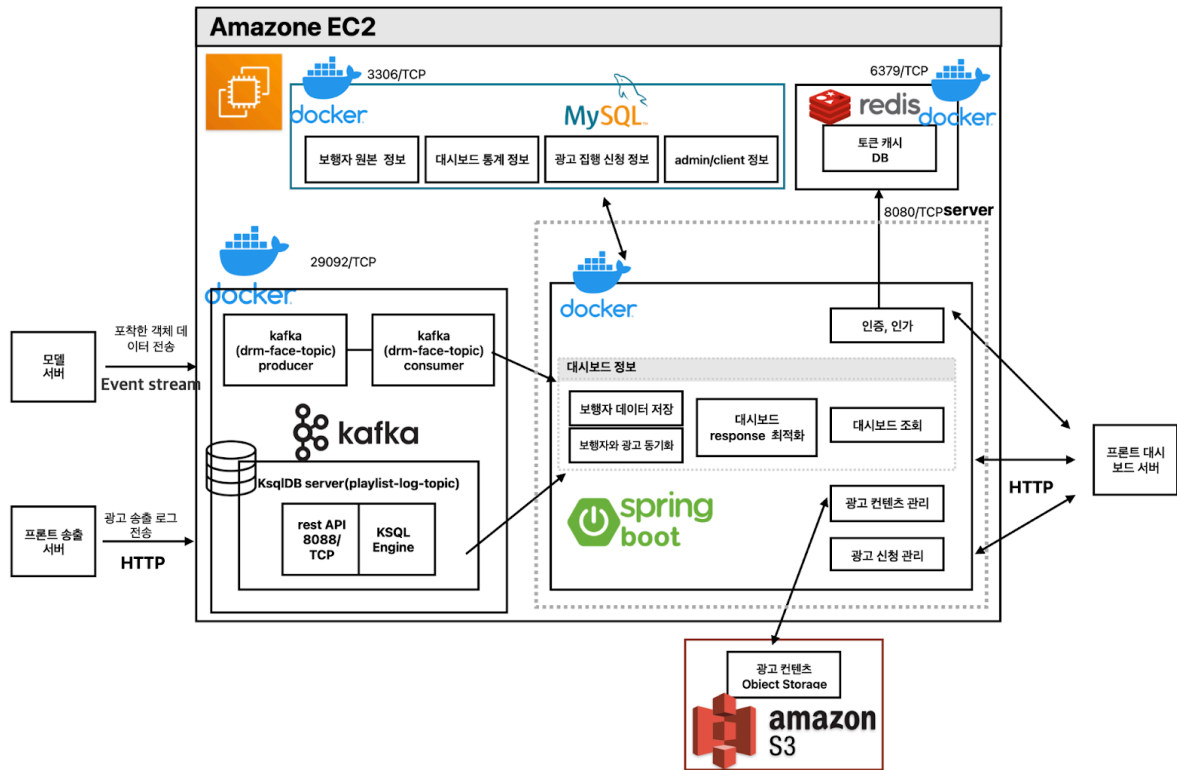 Amazone EC2
3306/TCP
docker
MySQL
보행자 원본 정보
대시보드 통계 정보
광고 집행 신청 정보
admin/client 정보
6379/TCP
redis
docker
토큰 캐시
DB
8080/TCP
server
29092/TCP
docker
docker
kafka
(drm-face-topic)
producer
kafka
(drm-face-topic)
consumer
인증, 인가
모델
서버
포착한 객체 데
이터 전송
Event stream
대시보드 정보
보행자 데이터 저장
보행자와 광고 동기화
대시보드
response 최적화
대시보드 조회
kafka
KsqlDB server(playlist-log-topic)
rest API
8088/
TCP
KSQL
Engine
프론트 송출
서버
광고 송출 로그
전송
HTTP
spring
boot
광고 컨텐츠 관리
광고 신청 관리
프론트 대시
보드 서버
HTTP
광고 컨텐츠
Object Storage
amazon
S3